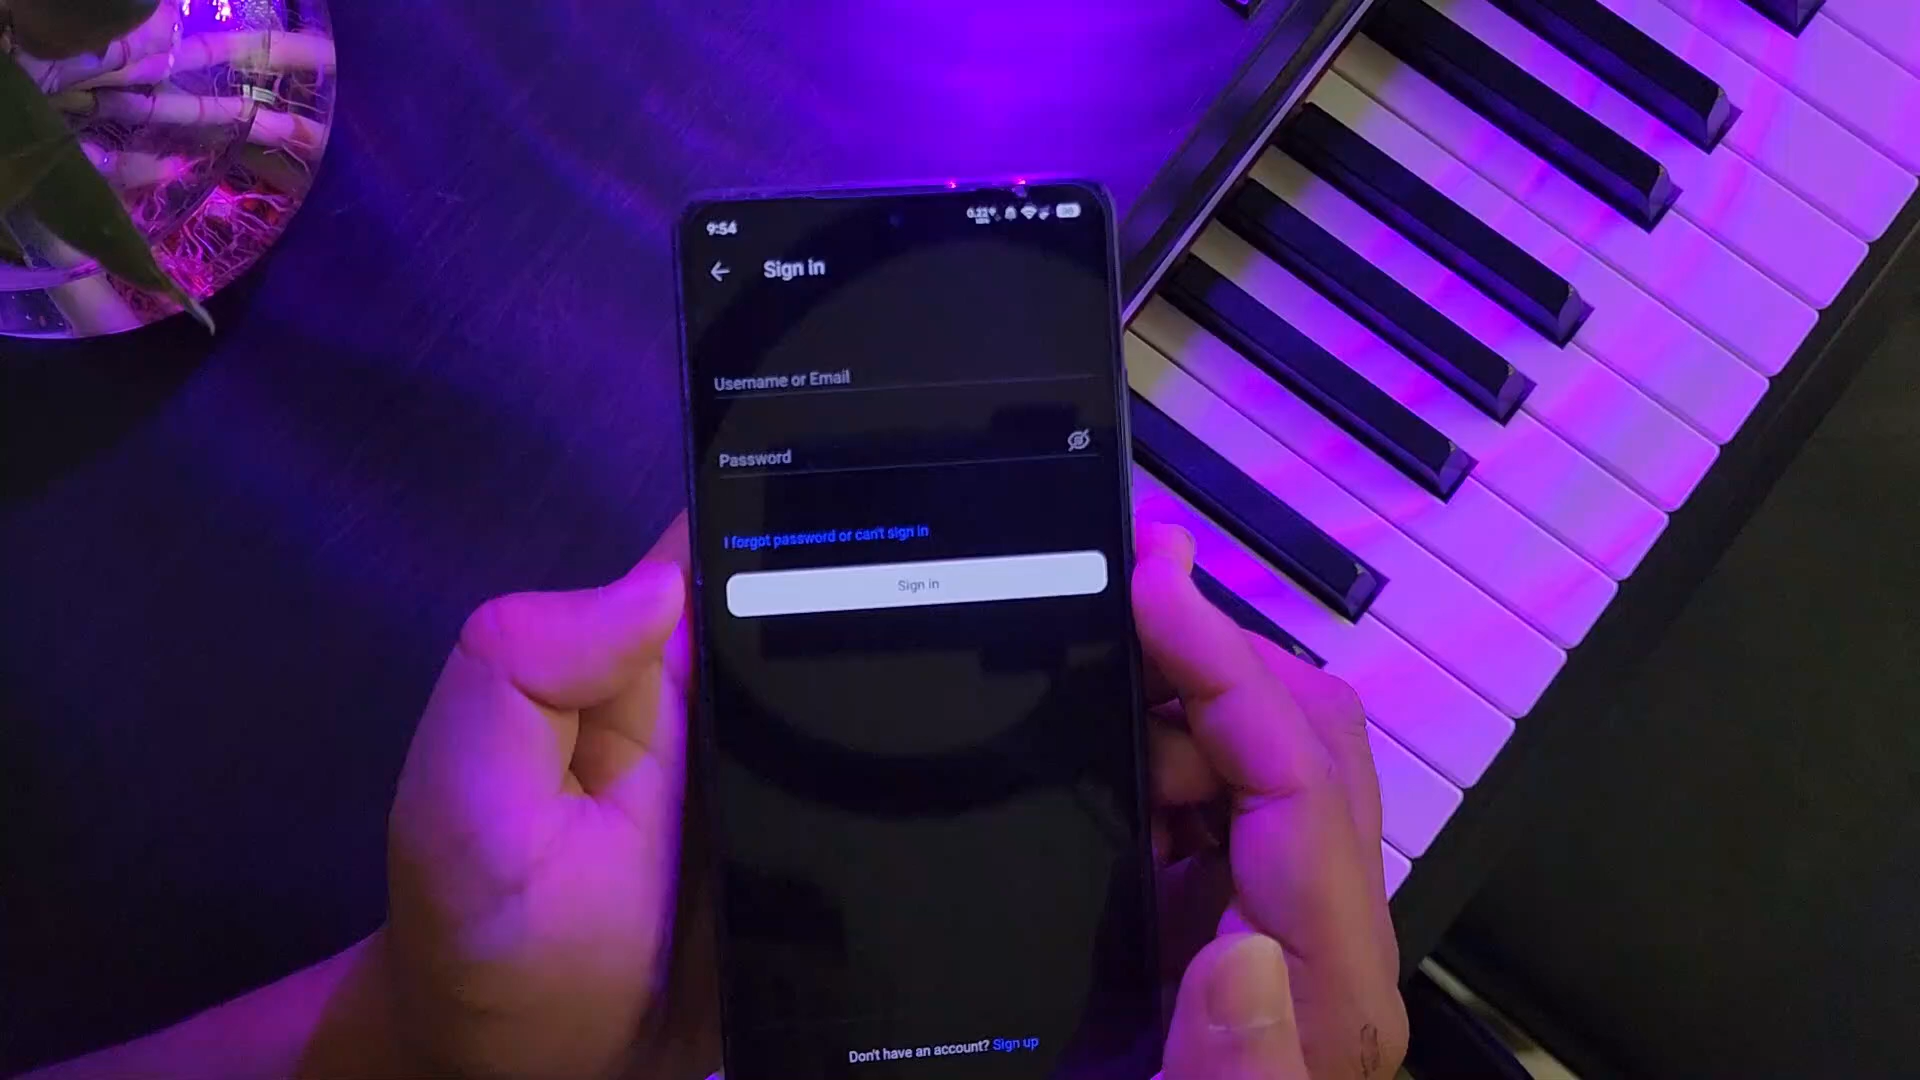 9:54
Sign in
Username or Email
Password
I forgot password or can't sign in
Sign in
Don't have an account? Sign up